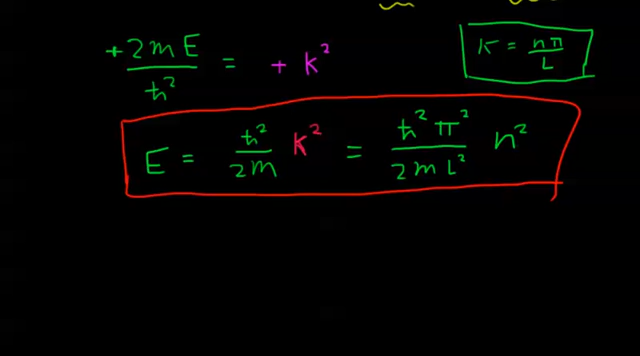 +2mE/ħ² = + k²
k = nπ/L
E = ħ²/2m k² = ħ²π²/2mL² n²